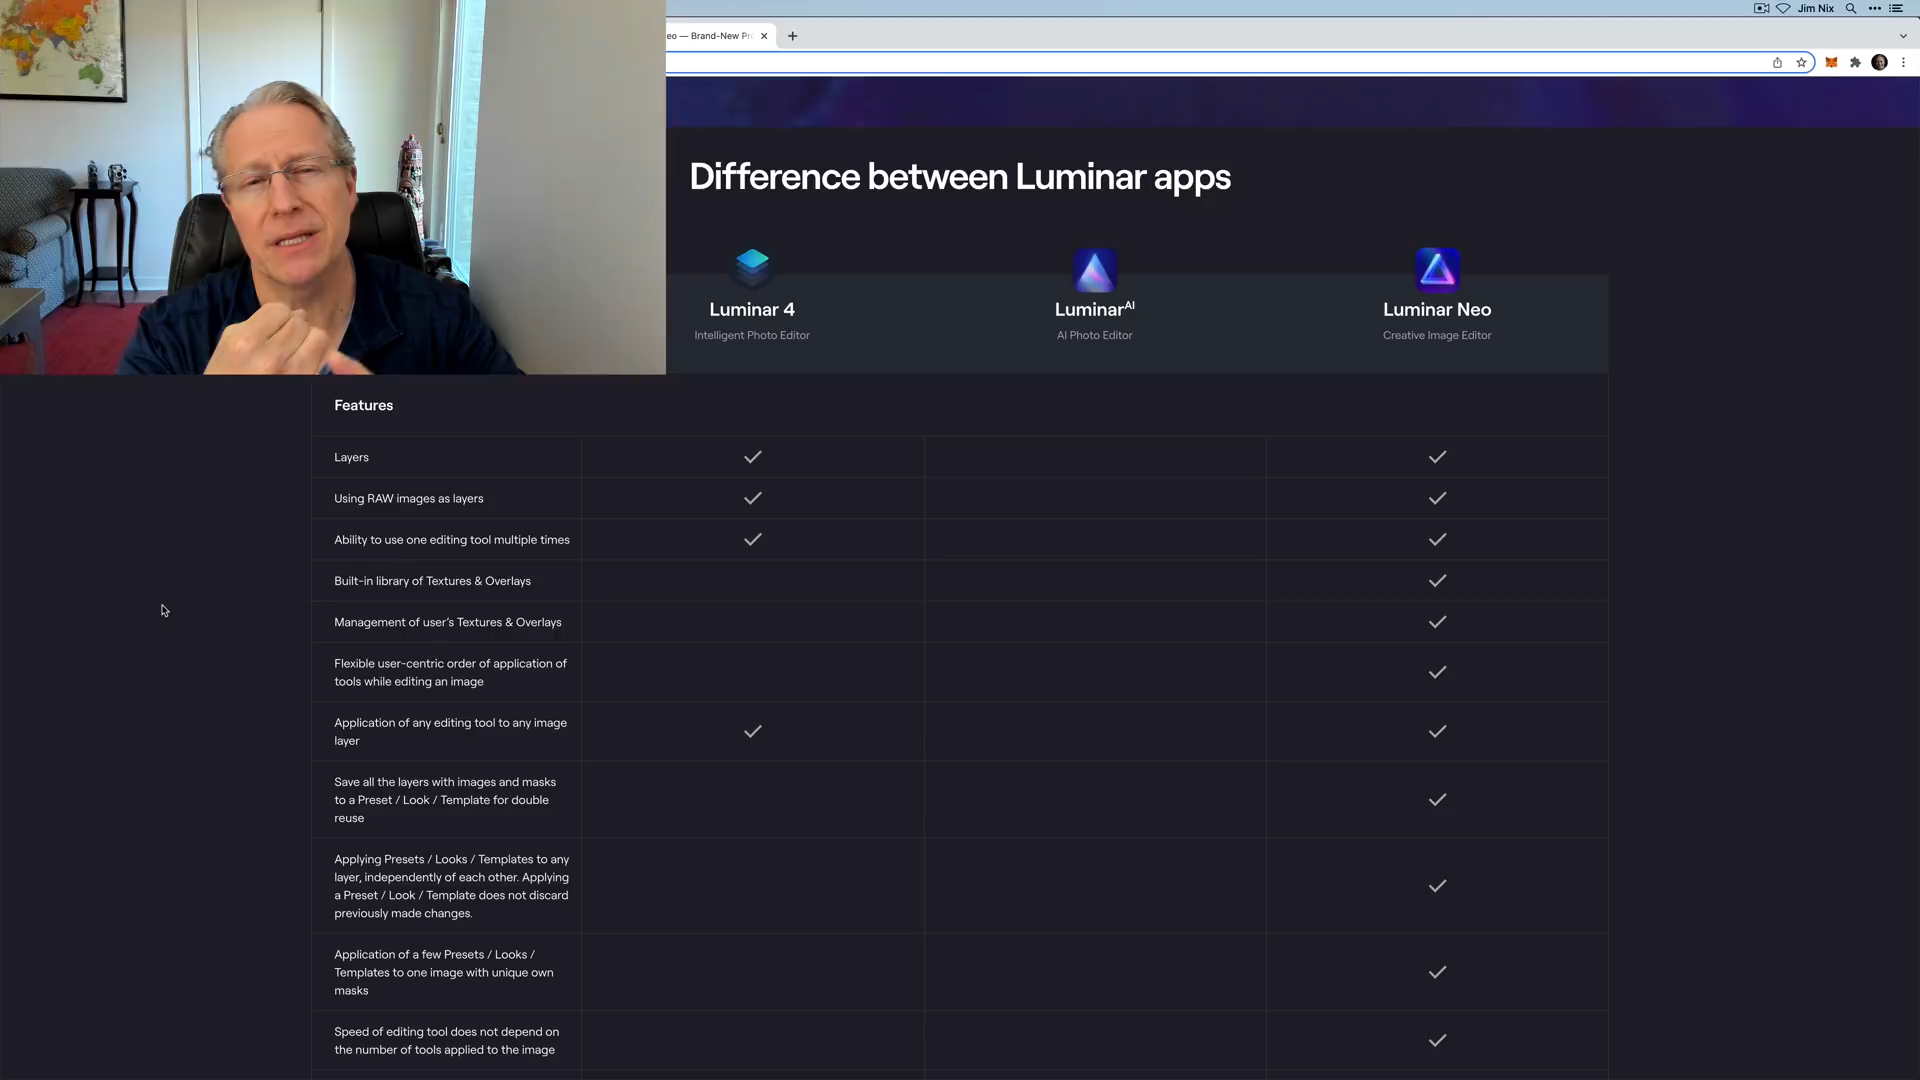 Jim Nix
eo — Brand-New Pr
Difference between Luminar apps
Luminar 4
Intelligent Photo Editor
LuminarAI
AI Photo Editor
Luminar Neo
Creative Image Editor
Features
Layers
Using RAW images as layers
Ability to use one editing tool multiple times
Built-in library of Textures & Overlays
Management of user's Textures & Overlays
Flexible user-centric order of application of
tools while editing an image
Application of any editing tool to any image
layer
Save all the layers with images and masks
to a Preset / Look / Template for double
reuse
Applying Presets / Looks / Templates to any
layer, independently of each other. Applying
a Preset / Look / Template does not discard
previously made changes.
Application of a few Presets / Looks /
Templates to one image with unique own
masks
Speed of editing tool does not depend on
the number of tools applied to the image